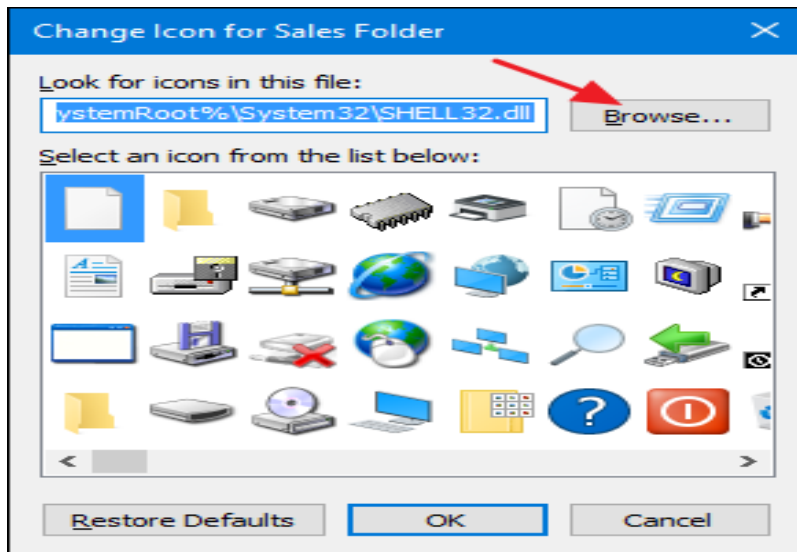 Change Icon for Sales Folder
Look for icons in this file:
ystemRoot%\System32\SHELL32.dll
Browse...
Select an icon from the list below:
Restore Defaults
OK
Cancel